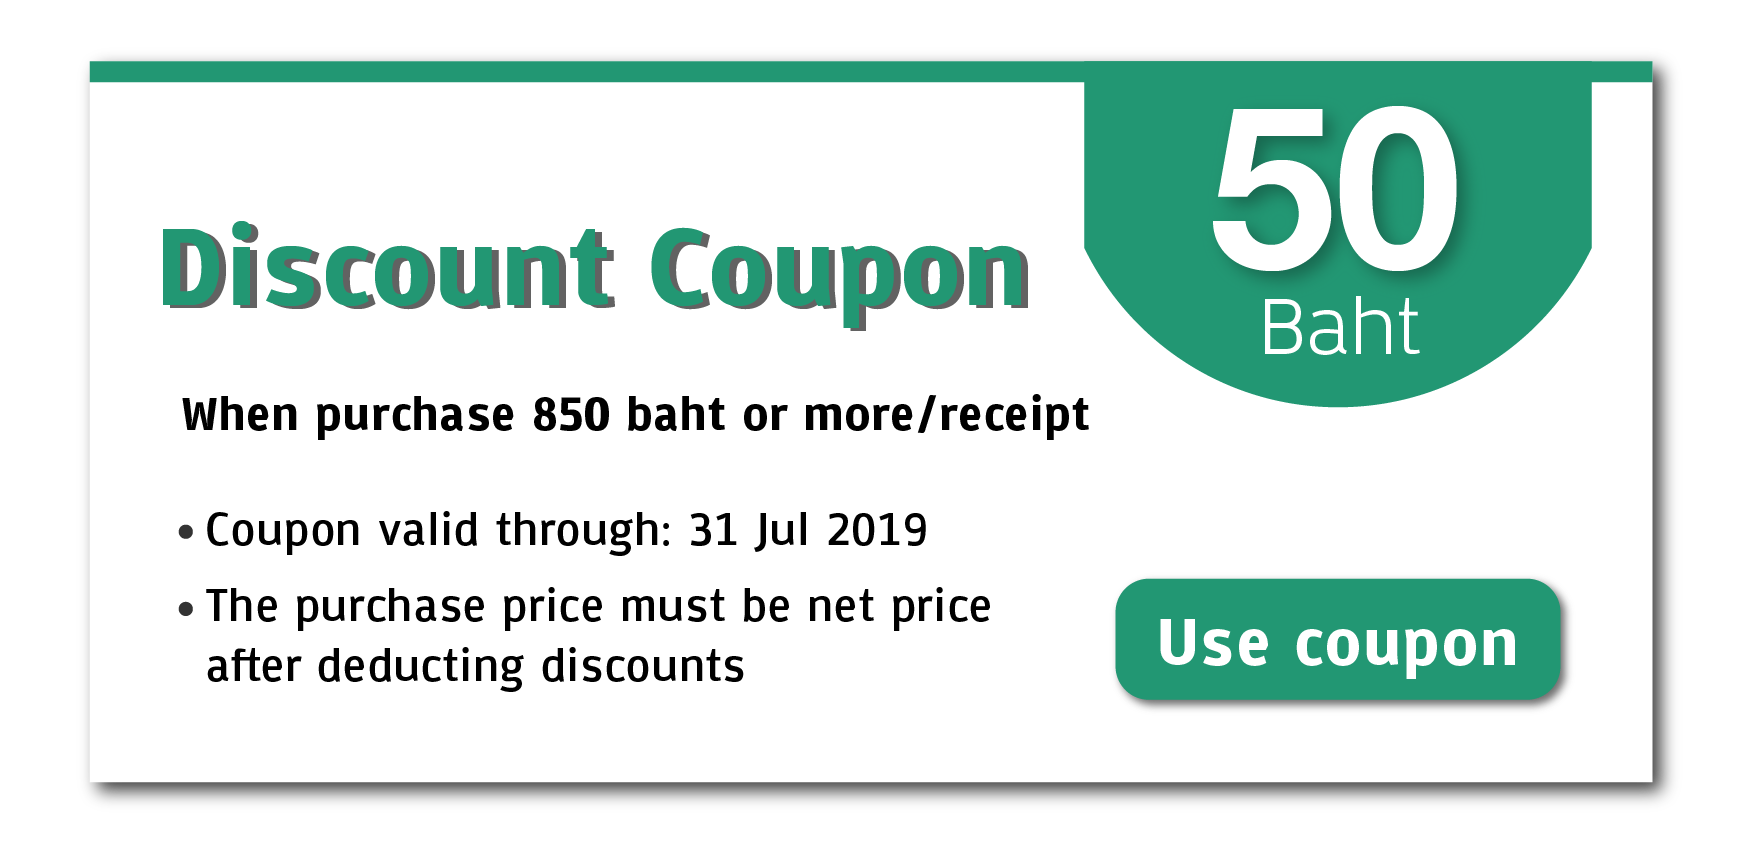 50
Baht
Discount Coupon
When purchase 850 baht or more/receipt
• Coupon valid through: 31 Jul 2019
• The purchase price must be net price
after deducting discounts
Use coupon